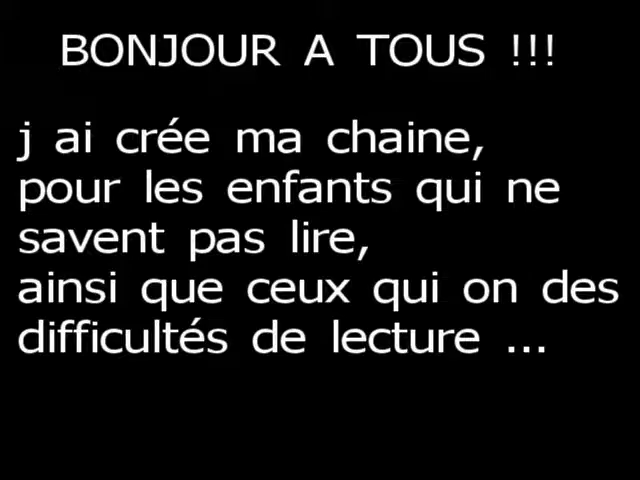 BONJOUR A TOUS !!!
j ai crée ma chaine,
pour les enfants qui ne
savent pas lire,
ainsi que ceux qui on des
difficultés de lecture ...